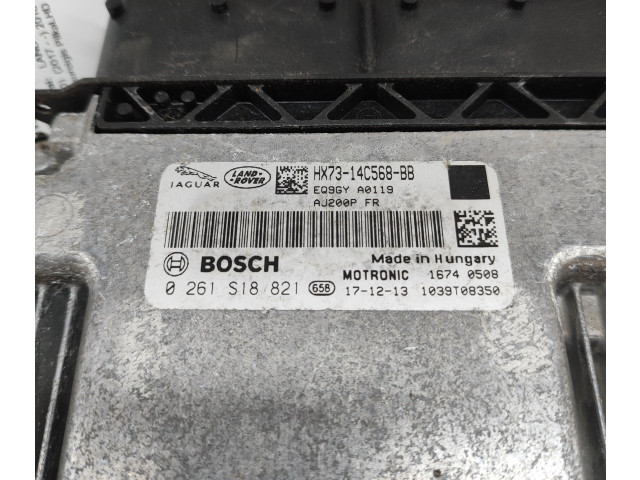 JAGUAR LAND- ROVER HX73-14C568-BB
EQ9GY A0119
AJ200P FR
BOSCH Made in Hungary
MOTRONIC 1674 0508
0 261 S18 821 G58 17-12-13 1039T08350